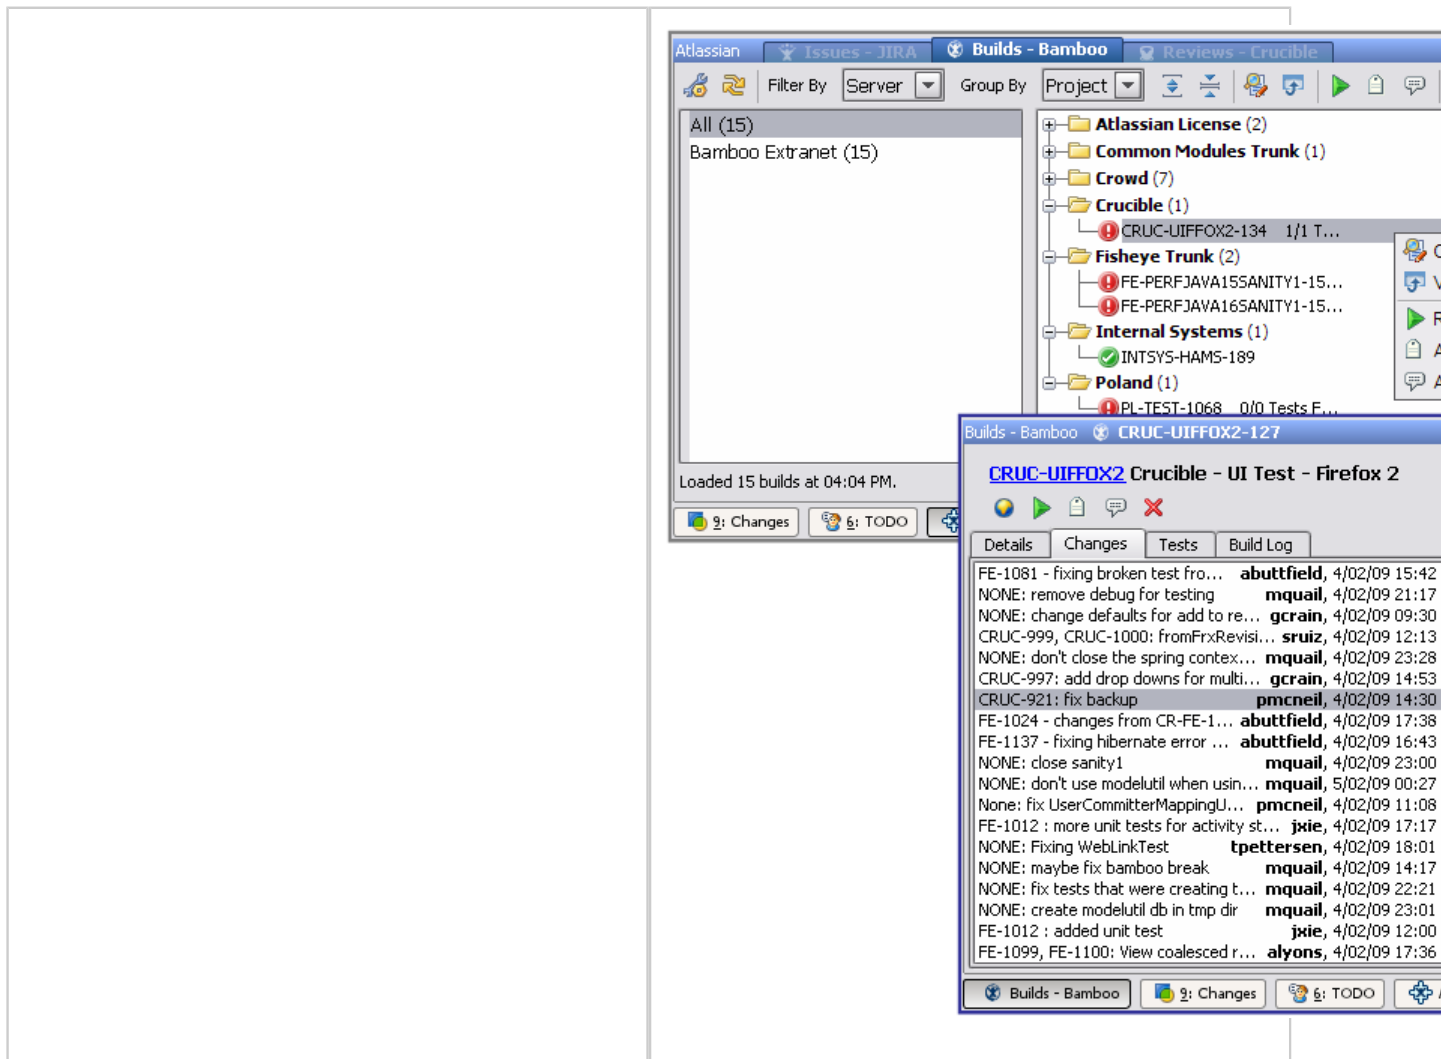 Atlassian Issues - JIRA Builds - Bamboo Reviews - Crucible
Filter By Server Group By Project
All (15)
Bamboo Extranet (15)
Atlassian License (2)
Common Modules Trunk (1)
Crowd (7)
Crucible (1)
CRUC-UIFFOX2-134 1/1 T...
Fisheye Trunk (2)
FE-PERFJAVA15SANITY1-15...
FE-PERFJAVA16SANITY1-15...
Internal Systems (1)
INTSYS-HAMS-189
Poland (1)
PL-TEST-1068 0/0 Tests F...
Loaded 15 builds at 04:04 PM.
9: Changes 6: TODO
Builds - Bamboo CRUC-UIFFOX2-127
CRUC-UIFFOX2 Crucible - UI Test - Firefox 2
Details Changes Tests Build Log
FE-1081 - fixing broken test fro... abuttfield, 4/02/09 15:42
NONE: remove debug for testing mquail, 4/02/09 21:17
NONE: change defaults for add to re... gcrain, 4/02/09 09:30
CRUC-999, CRUC-1000: fromFrxRevisi... sruiz, 4/02/09 12:13
NONE: don't close the spring contex... mquail, 4/02/09 23:28
CRUC-997: add drop downs for multi... gcrain, 4/02/09 14:53
CRUC-921: fix backup pmcneil, 4/02/09 14:30
FE-1024 - changes from CR-FE-1... abuttfield, 4/02/09 17:38
FE-1137 - fixing hibernate error ... abuttfield, 4/02/09 16:43
NONE: close sanity1 mquail, 4/02/09 23:00
NONE: don't use modelutil when usin... mquail, 5/02/09 00:27
None: fix UserCommitterMappingU... pmcneil, 4/02/09 11:08
FE-1012 : more unit tests for activity st... jxie, 4/02/09 17:17
NONE: Fixing WebLinkTest tpettersen, 4/02/09 18:01
NONE: maybe fix bamboo break mquail, 4/02/09 14:17
NONE: fix tests that were creating t... mquail, 4/02/09 22:21
NONE: create modelutil db in tmp dir mquail, 4/02/09 23:01
FE-1012 : added unit test jxie, 4/02/09 12:00
FE-1099, FE-1100: View coalesced r... alyons, 4/02/09 17:36
Builds - Bamboo 9: Changes 6: TODO